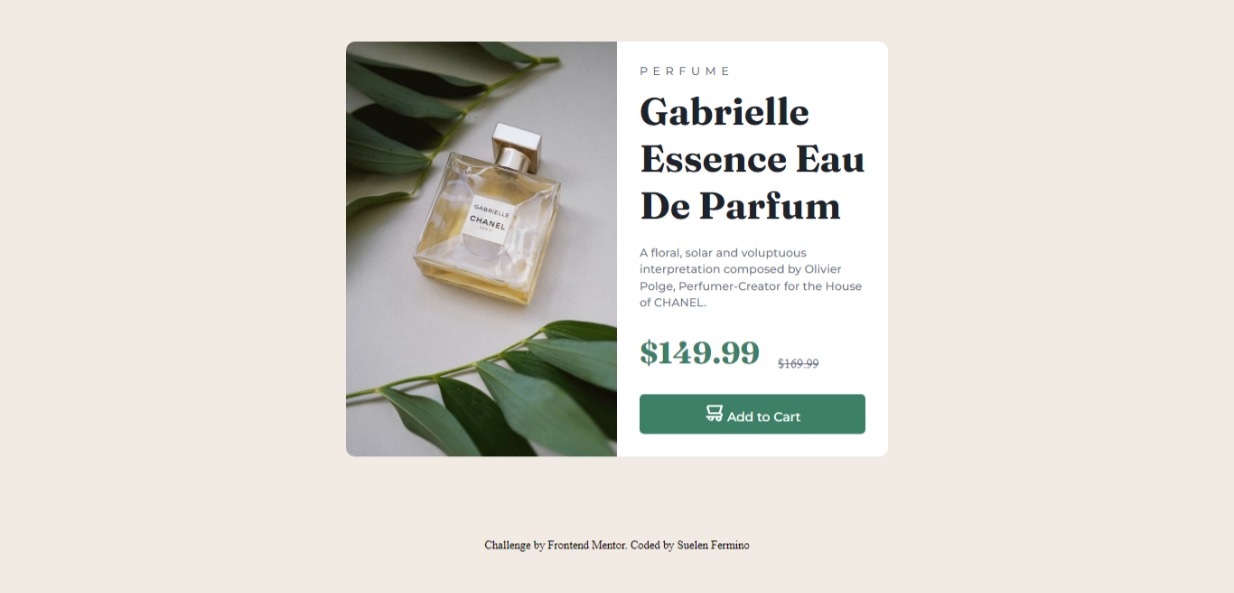 GABRIELLE
CHANEL
PARIS
PERFUME
Gabrielle
Essence Eau
De Parfum
A floral, solar and voluptuous
interpretation composed by Olivier
Polge, Perfumer-Creator for the House
of CHANEL.
$149.99 $169.99
Add to Cart
Challenge by Frontend Mentor. Coded by Suelen Fermino